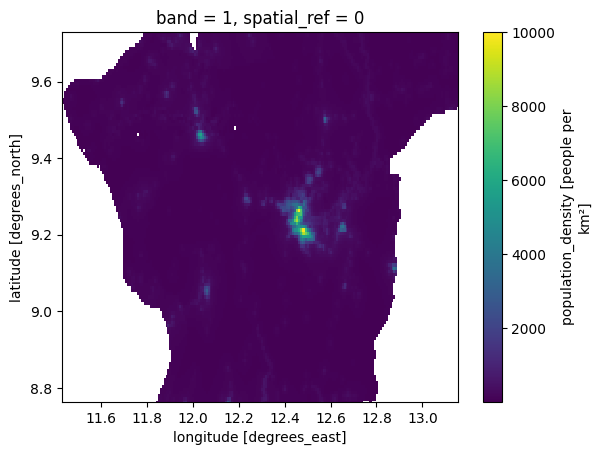 band = 1, spatial_ref = 0
9.6
9.4
9.2
9.0
8.8
latitude [degrees_north]
11.6 11.8 12.0 12.2 12.4 12.6 12.8 13.0
longitude [degrees_east]
10000
8000
6000
4000
2000
population_density [people per
km²]